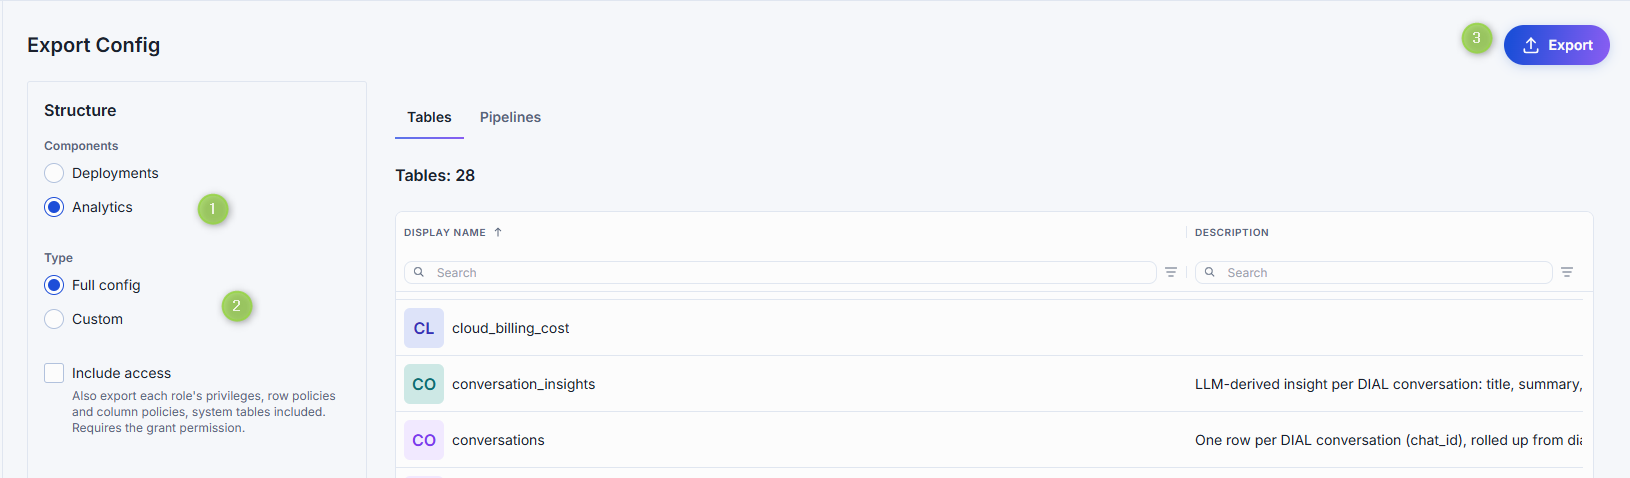 Export Config
3
Export
Structure
Components
Deployments
Analytics
1
Type
Full config
2
Custom
Include access
Also export each role's privileges, row policies
and column policies, system tables included.
Requires the grant permission.
Tables Pipelines
Tables: 28
DISPLAY NAME DESCRIPTION
Search Search
CL cloud_billing_cost
CO conversation_insights LLM-derived insight per DIAL conversation: title, summary,
CO conversations One row per DIAL conversation (chat_id), rolled up from